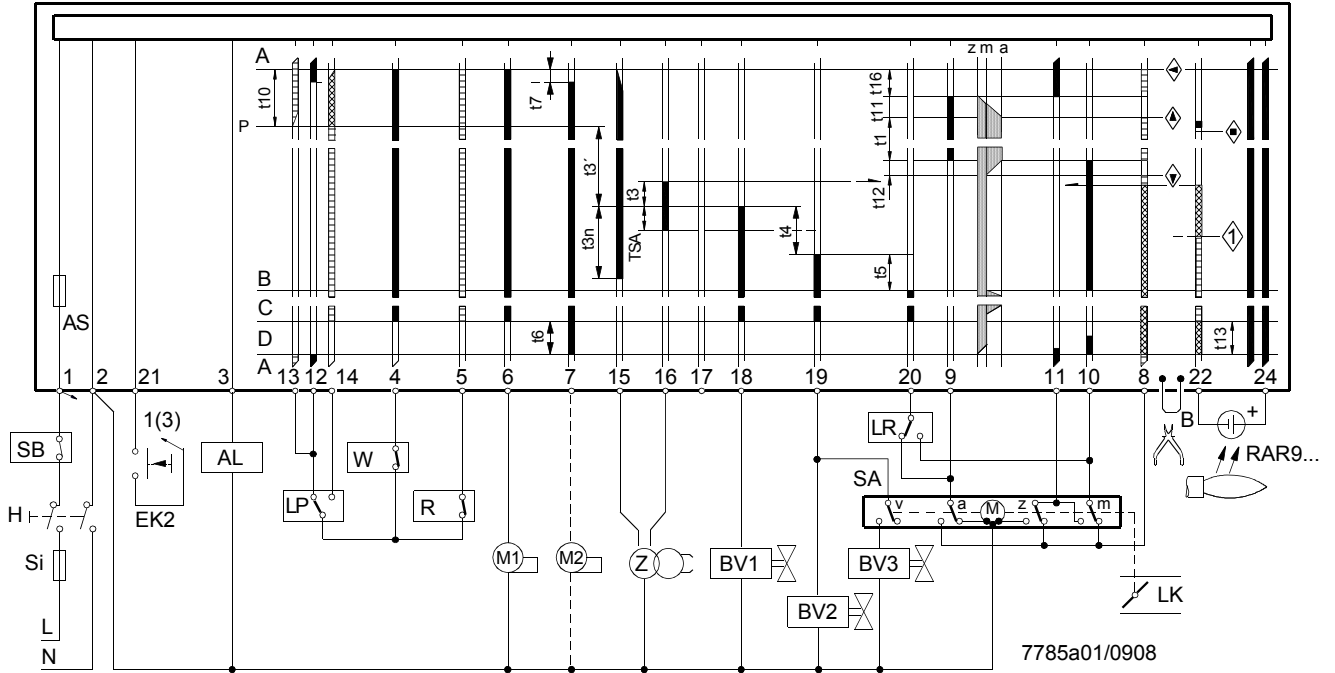 A
z m a
t10
t7
t16
t11
P
t1
t3´
t3
t12
t3n
TSA
t4
1
t5
B
AS
C
D
t6
t13
A
1 2 21 3 13 12 14 4 5 6 7 15 16 17 18 19 20 9 11 10 8 22 24
1(3)
B
+
SB
AL
W
LR
RAR9...
SA
H
EK2
LP
R
v a M z m
Si
M1
M2
Z
BV1
BV3
LK
BV2
L
N
7785a01/0908